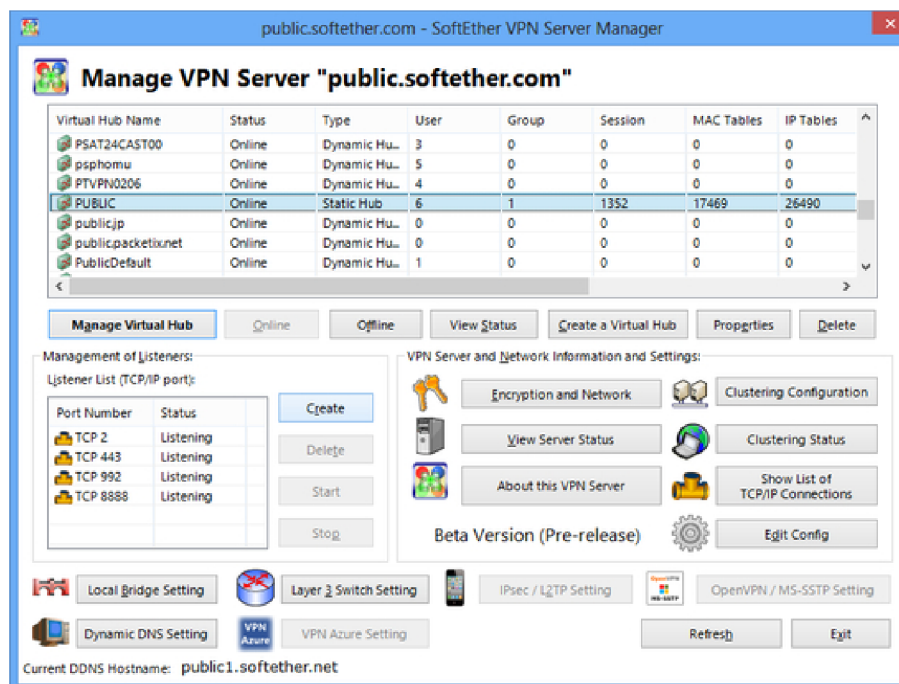 public.softether.com - SoftEther VPN Server Manager
Manage VPN Server "public.softether.com"
Virtual Hub Name Status Type User Group Session MAC Tables IP Tables
PSAT24CAST00 Online Dynamic Hu... 3 0 0 0 0
psphomu Online Dynamic Hu... 5 0 0 0 0
PTVPN0206 Online Dynamic Hu... 4 0 0 0 0
PUBLIC Online Static Hub 6 1 1352 17469 26490
public.jp Online Dynamic Hu... 0 0 0 0 0
public.packetix.net Online Dynamic Hu... 0 0 0 0 0
PublicDefault Online Dynamic Hu... 1 0 0 0 0
Manage Virtual Hub Online Offline View Status Create a Virtual Hub Properties Delete
Management of Listeners:
Listener List (TCP/IP port):
Port Number Status
TCP 2 Listening
TCP 443 Listening
TCP 992 Listening
TCP 8888 Listening
Create
Delete
Start
Stop
VPN Server and Network Information and Settings:
Encryption and Network Clustering Configuration
View Server Status Clustering Status
About this VPN Server Show List of
TCP/IP Connections
Beta Version (Pre-release) Edit Config
Local Bridge Setting Layer 3 Switch Setting IPsec / L2TP Setting OpenVPN MS-SSTP OpenVPN / MS-SSTP Setting
Dynamic DNS Setting VPN Azure VPN Azure Setting Refresh Exit
Current DDNS Hostname: public1.softether.net